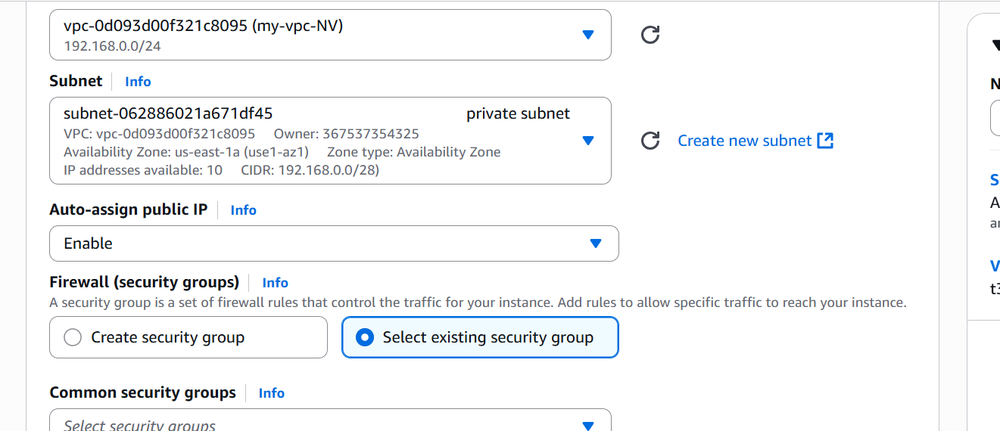 vpc-0d093d00f321c8095 (my-vpc-NV)
192.168.0.0/24
Subnet Info
subnet-062886021a671df45 private subnet
VPC: vpc-0d093d00f321c8095 Owner: 367537354325
Availability Zone: us-east-1a (use1-az1) Zone type: Availability Zone
IP addresses available: 10 CIDR: 192.168.0.0/28)
Create new subnet
Auto-assign public IP Info
Enable
Firewall (security groups) Info
A security group is a set of firewall rules that control the traffic for your instance. Add rules to allow specific traffic to reach your instance.
Create security group
Select existing security group
Common security groups Info
Select security groups